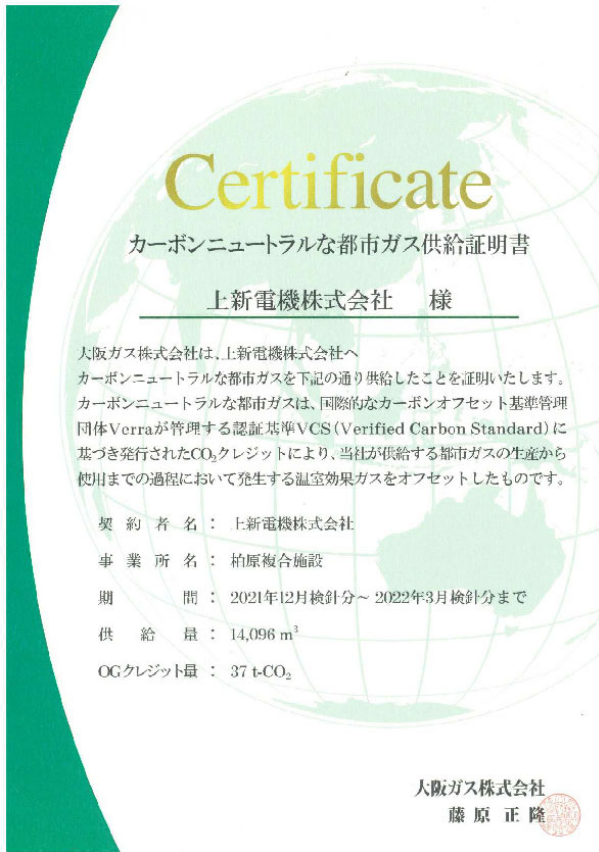 Certificate
カーボンニュートラルな都市ガス供給証明書
上新電機株式会社 様
大阪ガス株式会社は、上新電機株式会社へ
カーボンニュートラルな都市ガスを下記の通り供給したことを証明いたします。
カーボンニュートラルな都市ガスは、国際的なカーボンオフセット基準管理
団体Verraが管理する認証基準VCS(Verified Carbon Standard)に
基づき発行されたCO₂クレジットにより、当社が供給する都市ガスの生産から
使用までの過程において発生する温室効果ガスをオフセットしたものです。
契約者名：上新電機株式会社
事業所名：柏原複合施設
期間：2021年12月検針分～2022年3月検針分まで
供給量：14,096 m³
OGクレジット量：37 t-CO₂
大阪ガス株式会社
藤原正隆